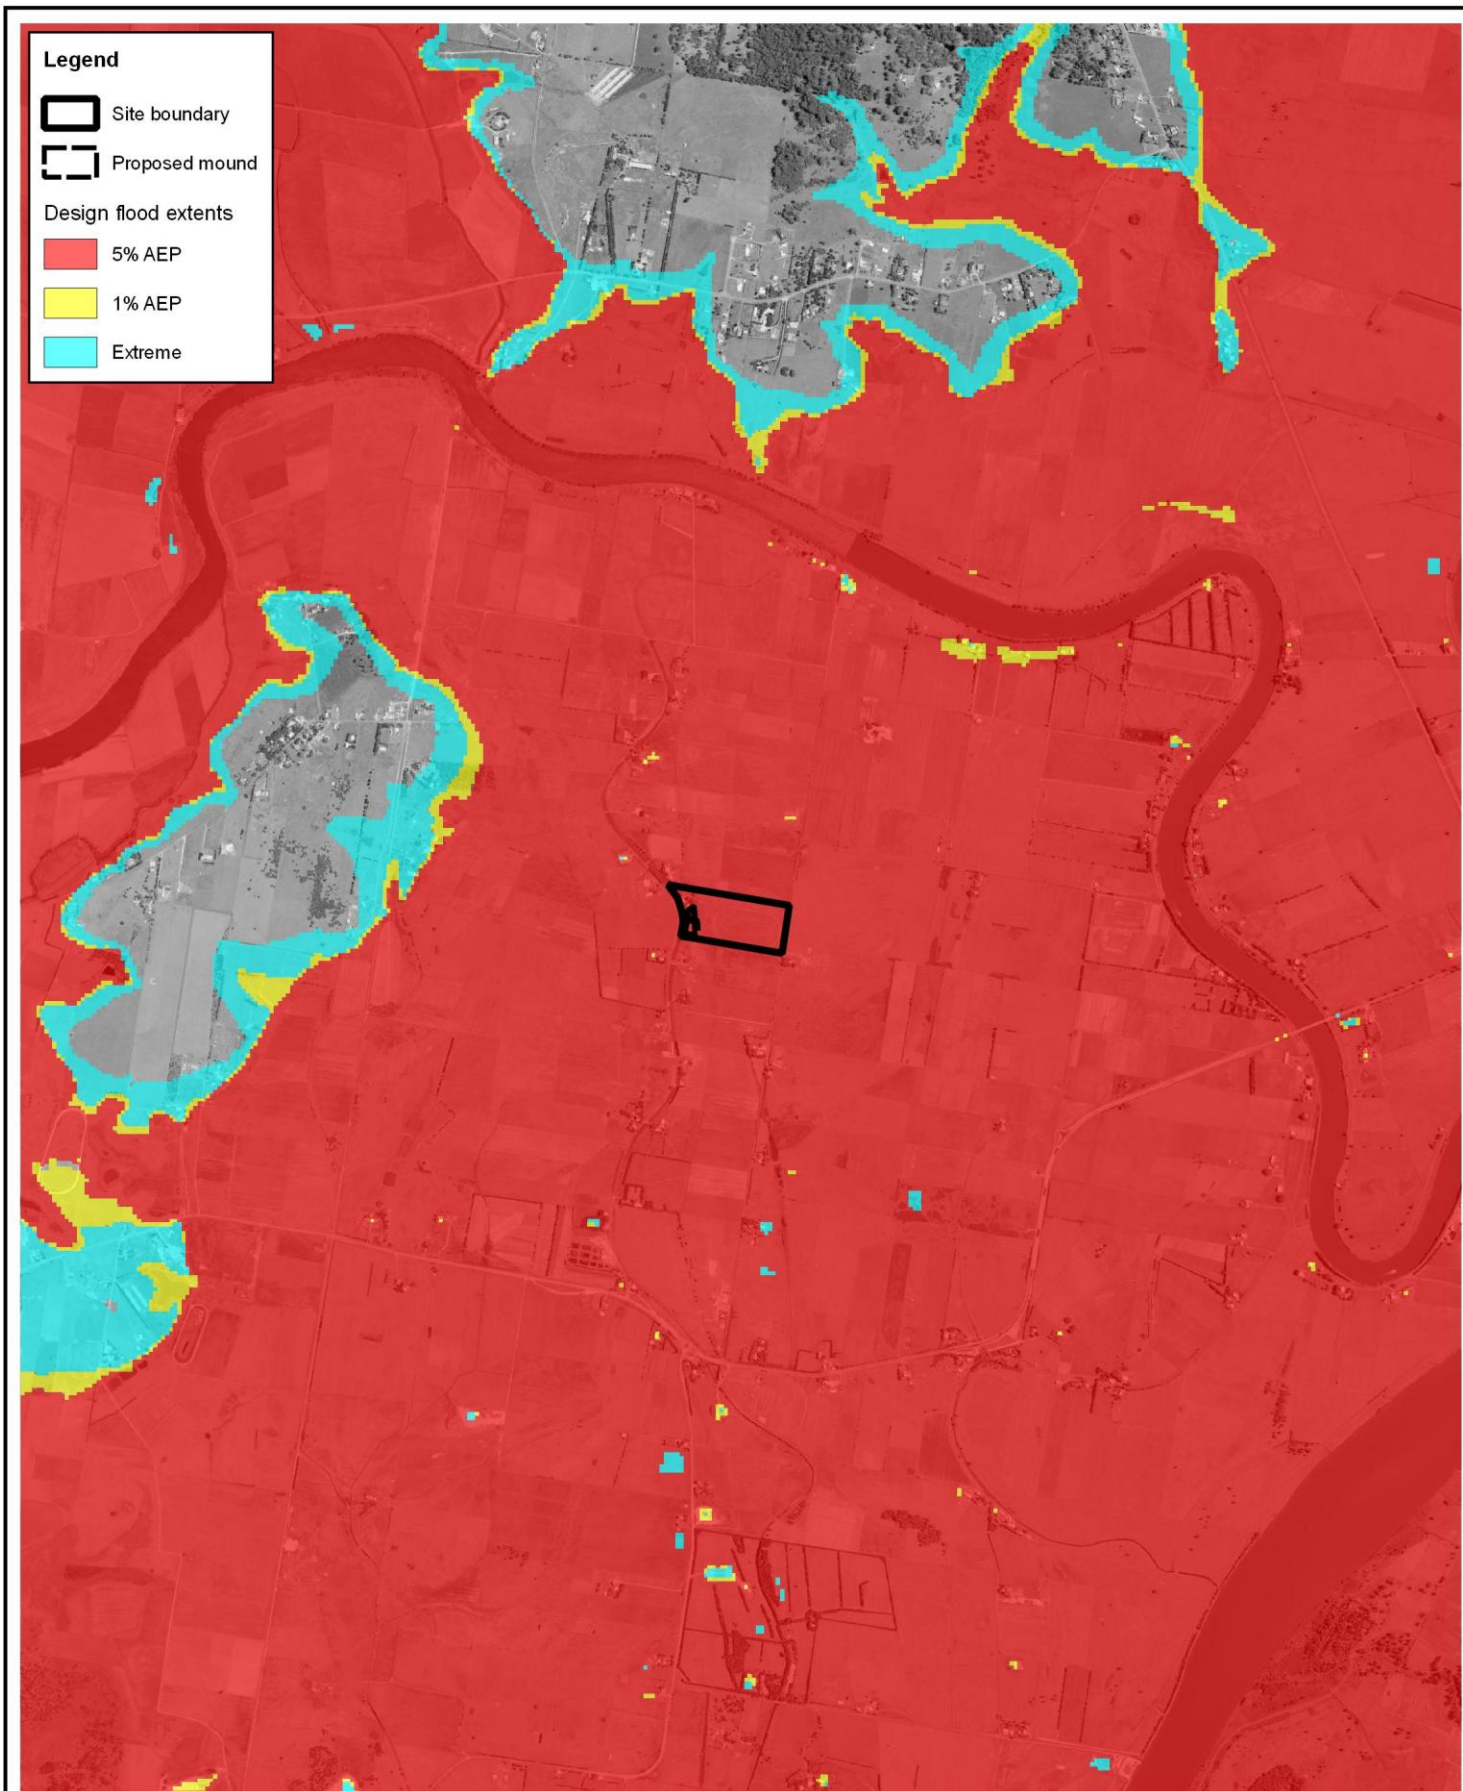 Legend
Site boundary
Proposed mound
Design flood extents
5% AEP
1% AEP
Extreme